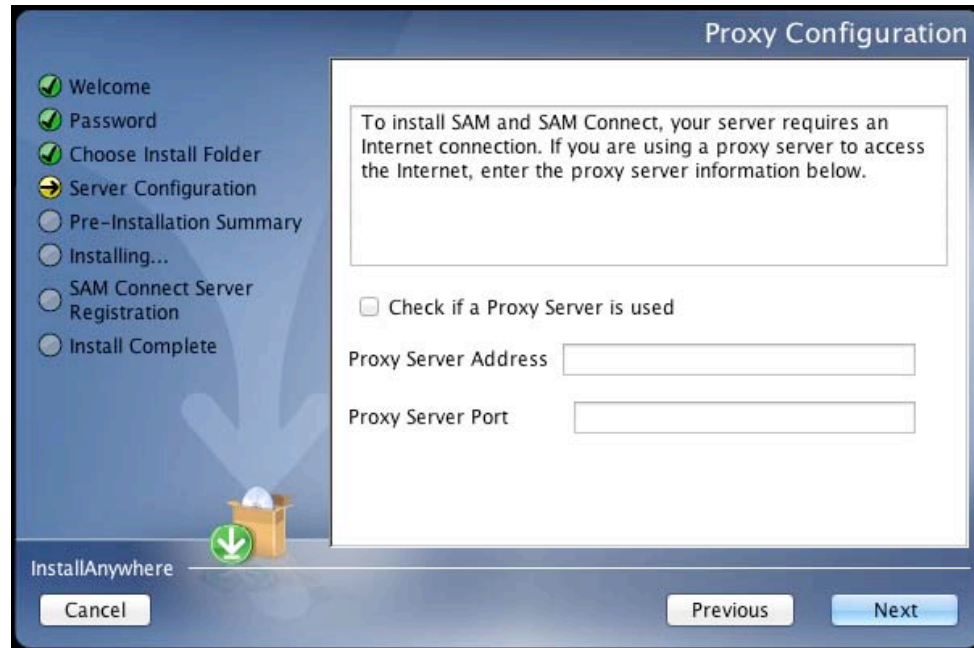 Proxy Configuration
Welcome
Password
Choose Install Folder
Server Configuration
Pre-Installation Summary
Installing...
SAM Connect Server
Registration
Install Complete
To install SAM and SAM Connect, your server requires an
Internet connection. If you are using a proxy server to access
the Internet, enter the proxy server information below.
Check if a Proxy Server is used
Proxy Server Address
Proxy Server Port
InstallAnywhere
Cancel
Previous
Next